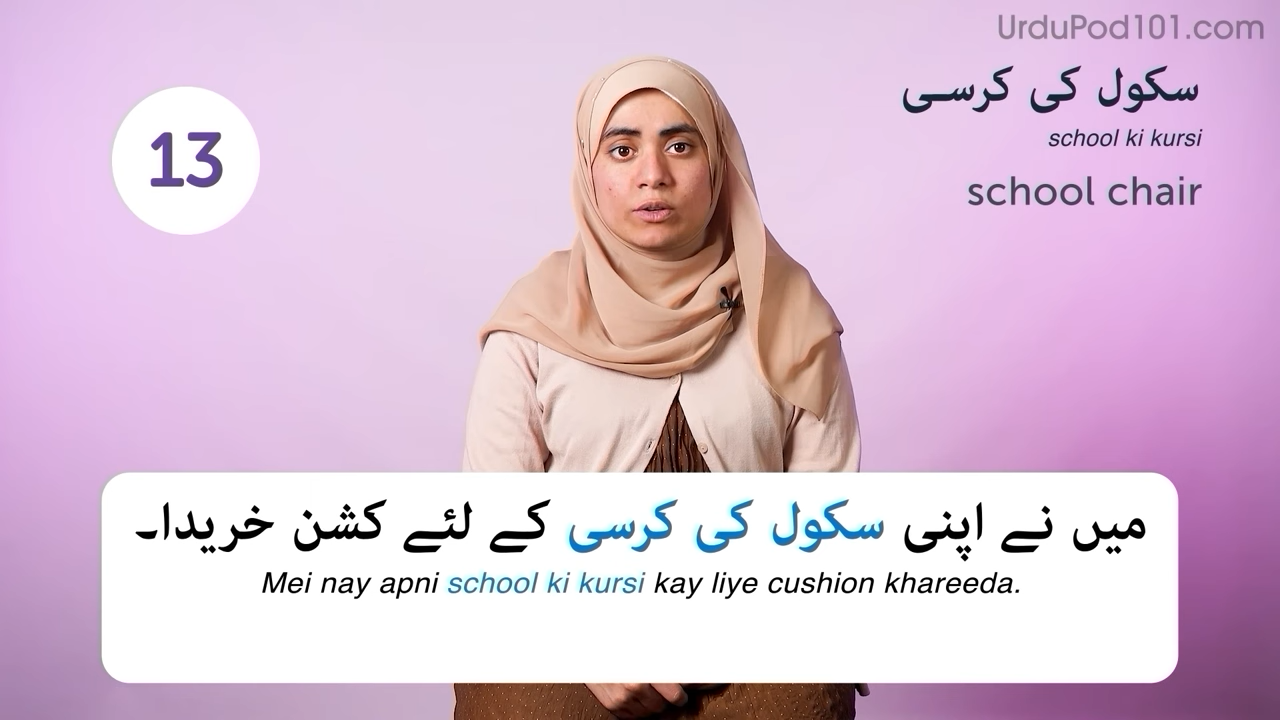 UrduPod101.com
13
سکول کی کرسی
school ki kursi
school chair
میں نے اپنی سکول کی کرسی کے لئے کشن خریدا۔
Mei nay apni school ki kursi kay liye cushion khareeda.